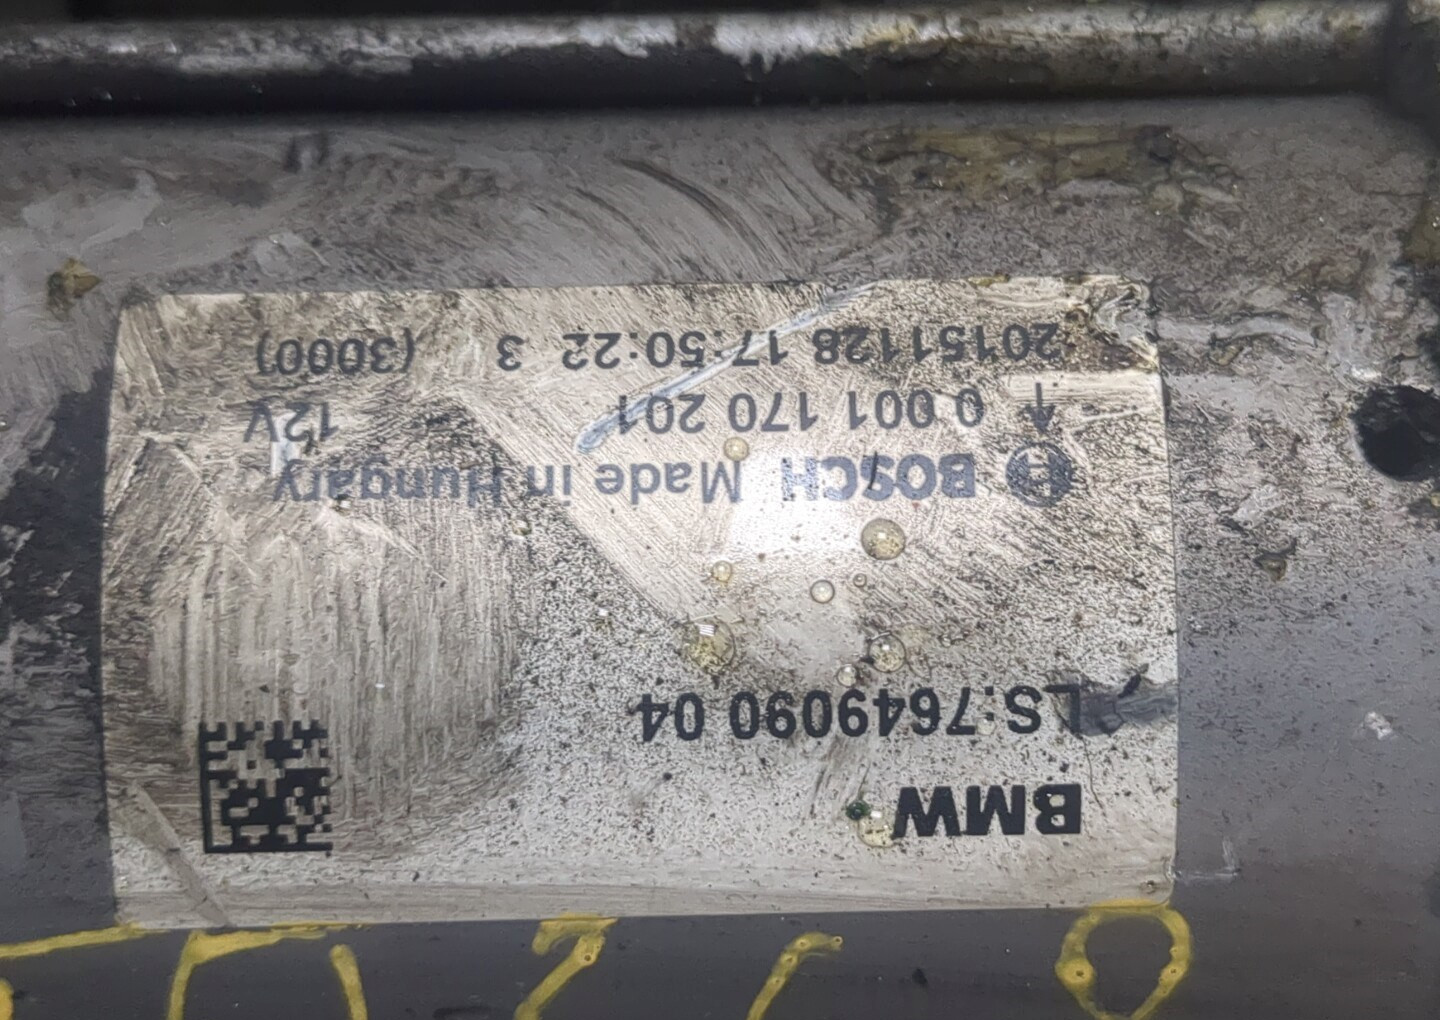 BMW
LS:7649090 04
BOSCH Made in Hungary
0 001 170 201 12V
20151128 17:50:22 3 (3000)